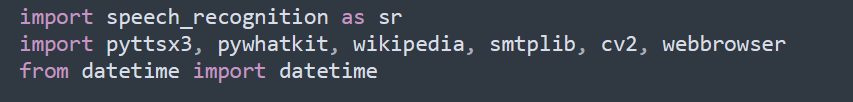 import speech_recognition as sr
import pyttsx3, pywhatkit, wikipedia, smtplib, cv2, webbrowser
from datetime import datetime